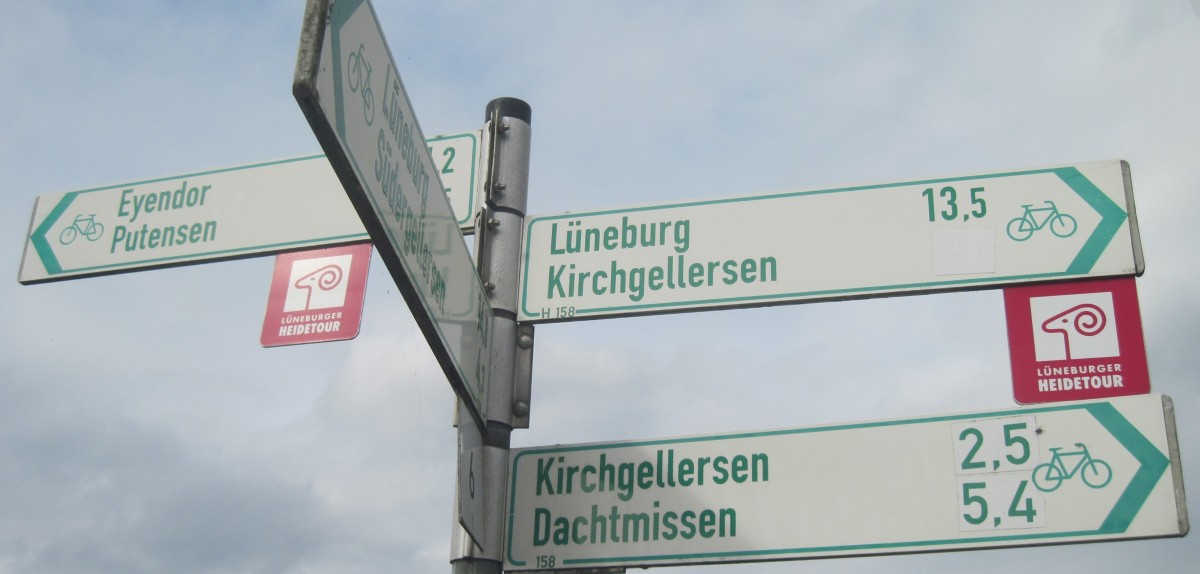 Eyendor
Putensen
LÜNEBURGER
HEIDETOUR
Lüneburg
Südergellersen
Lüneburg 13,5
Kirchgellersen
H 158
LÜNEBURGER
HEIDETOUR
Kirchgellersen 2,5
Dachtmissen 5,4
158
6